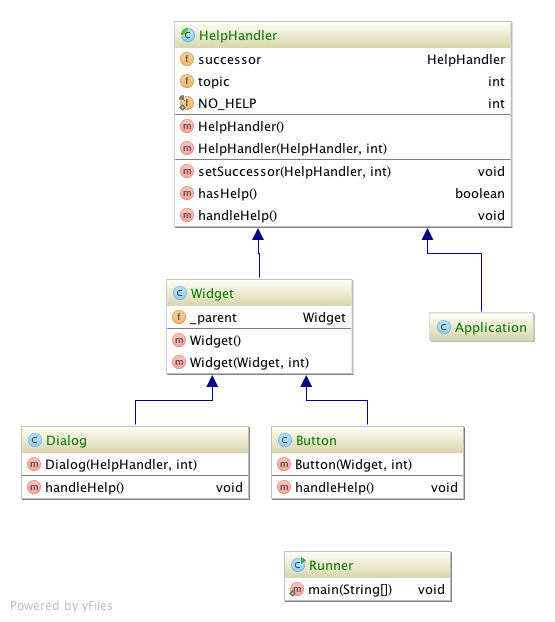 HelpHandler
successor HelpHandler
topic int
NO_HELP int
HelpHandler()
HelpHandler(HelpHandler, int)
setSuccessor(HelpHandler, int) void
hasHelp() boolean
handleHelp() void
Widget
_parent Widget
Widget()
Widget(Widget, int)
Application
Dialog
Dialog(HelpHandler, int)
handleHelp() void
Button
Button(Widget, int)
handleHelp() void
Runner
main(String[]) void
Powered by yFiles